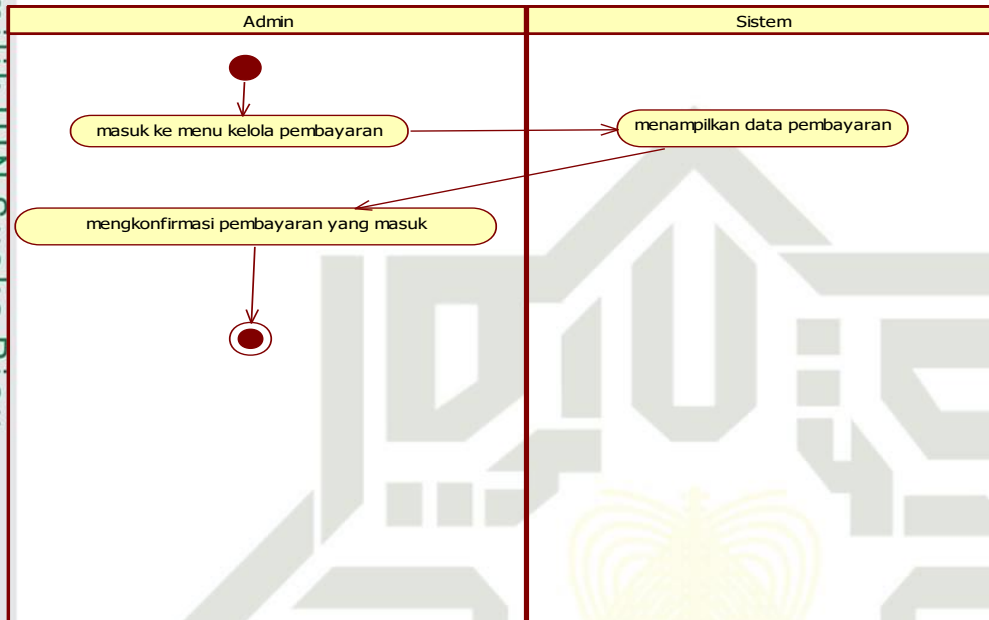 Admin
Sistem
masuk ke menu kelola pembayaran
menampilkan data pembayaran
mengkonfirmasi pembayaran yang masuk